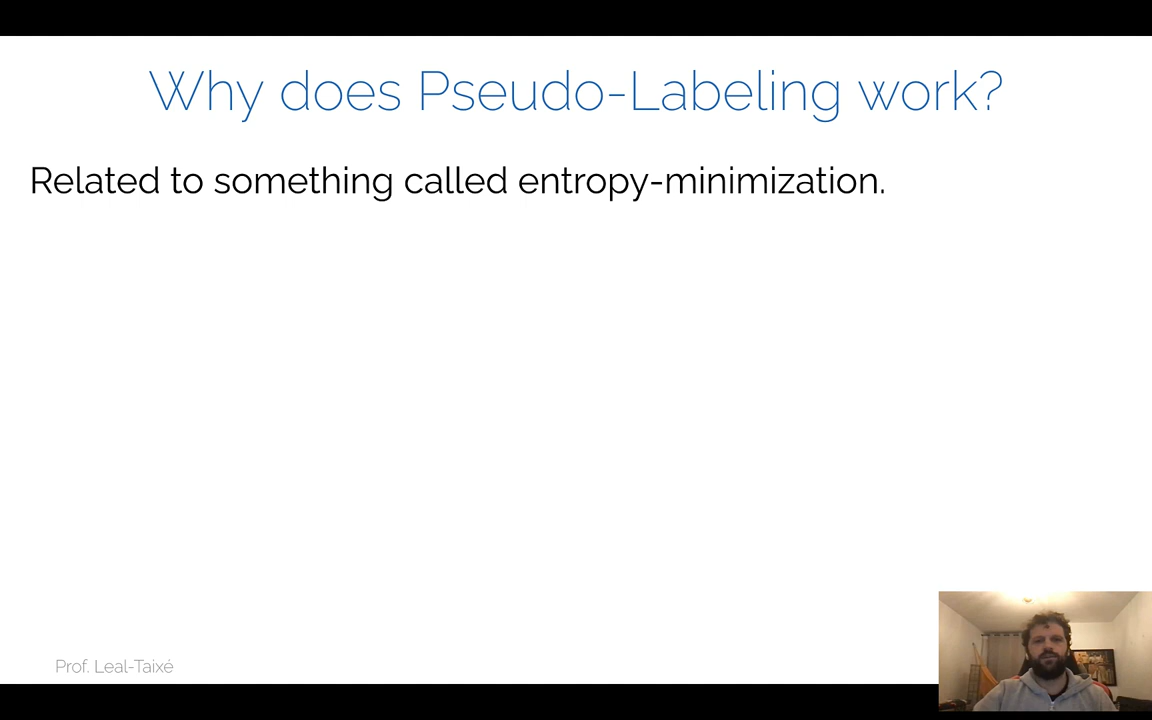 Why does Pseudo-Labeling work?
Related to something called entropy-minimization.
Prof. Leal-Taixé